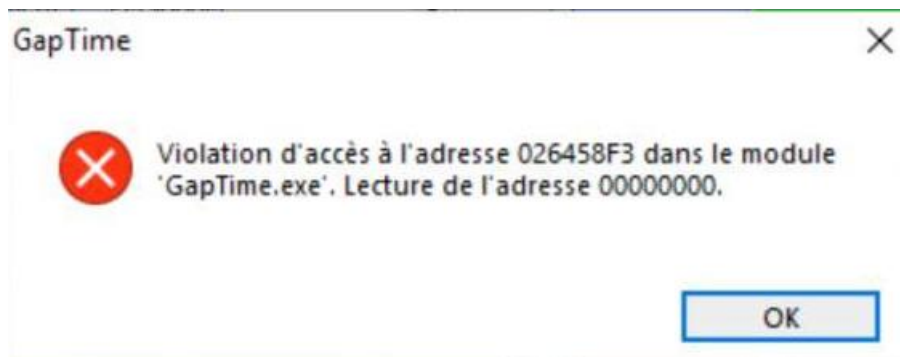 GapTime
Violation d'accès à l'adresse 026458F3 dans le module
'GapTime.exe'. Lecture de l'adresse 00000000.
OK